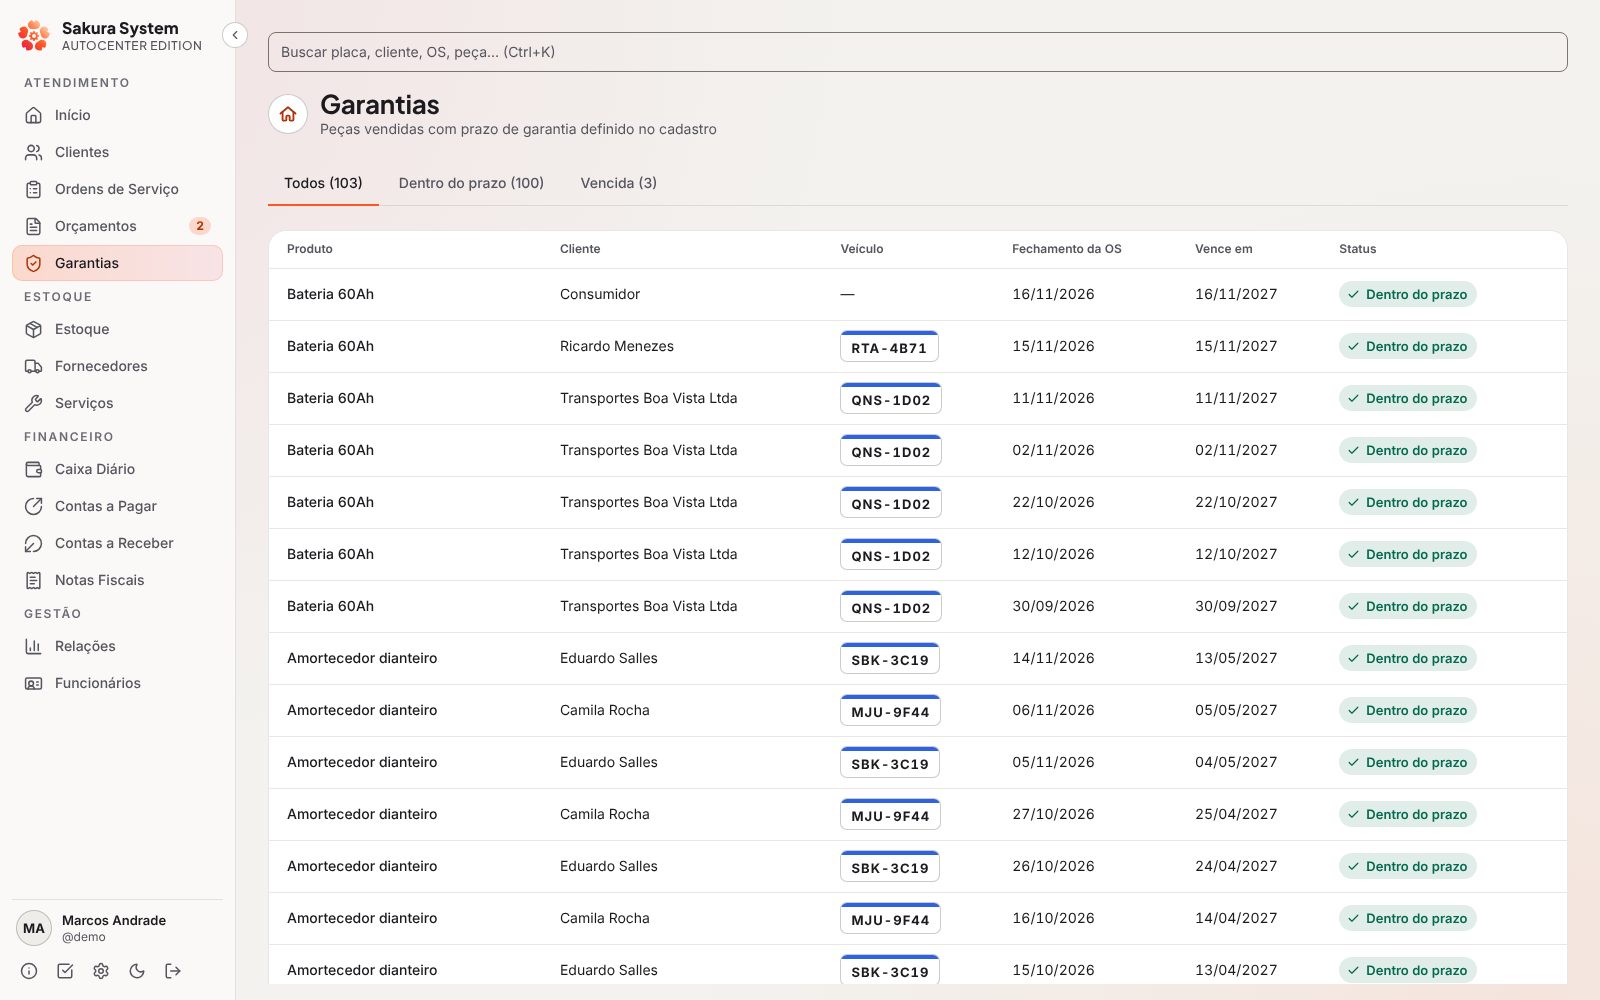 Sakura System
AUTOCENTER EDITION
ATENDIMENTO
Início
Clientes
Ordens de Serviço
Orçamentos 2
Garantias
ESTOQUE
Estoque
Fornecedores
Serviços
FINANCEIRO
Caixa Diário
Contas a Pagar
Contas a Receber
Notas Fiscais
GESTÃO
Relações
Funcionários
MA
Marcos Andrade
@demo
Buscar placa, cliente, OS, peça... (Ctrl+K)
Garantias
Peças vendidas com prazo de garantia definido no cadastro
Todos (103) Dentro do prazo (100) Vencida (3)
Produto Cliente Veículo Fechamento da OS Vence em Status
Bateria 60Ah Consumidor — 16/11/2026 16/11/2027 Dentro do prazo
Bateria 60Ah Ricardo Menezes RTA-4B71 15/11/2026 15/11/2027 Dentro do prazo
Bateria 60Ah Transportes Boa Vista Ltda QNS-1D02 11/11/2026 11/11/2027 Dentro do prazo
Bateria 60Ah Transportes Boa Vista Ltda QNS-1D02 02/11/2026 02/11/2027 Dentro do prazo
Bateria 60Ah Transportes Boa Vista Ltda QNS-1D02 22/10/2026 22/10/2027 Dentro do prazo
Bateria 60Ah Transportes Boa Vista Ltda QNS-1D02 12/10/2026 12/10/2027 Dentro do prazo
Bateria 60Ah Transportes Boa Vista Ltda QNS-1D02 30/09/2026 30/09/2027 Dentro do prazo
Amortecedor dianteiro Eduardo Salles SBK-3C19 14/11/2026 13/05/2027 Dentro do prazo
Amortecedor dianteiro Camila Rocha MJU-9F44 06/11/2026 05/05/2027 Dentro do prazo
Amortecedor dianteiro Eduardo Salles SBK-3C19 05/11/2026 04/05/2027 Dentro do prazo
Amortecedor dianteiro Camila Rocha MJU-9F44 27/10/2026 25/04/2027 Dentro do prazo
Amortecedor dianteiro Eduardo Salles SBK-3C19 26/10/2026 24/04/2027 Dentro do prazo
Amortecedor dianteiro Camila Rocha MJU-9F44 16/10/2026 14/04/2027 Dentro do prazo
Amortecedor dianteiro Eduardo Salles SBK-3C19 15/10/2026 13/04/2027 Dentro do prazo